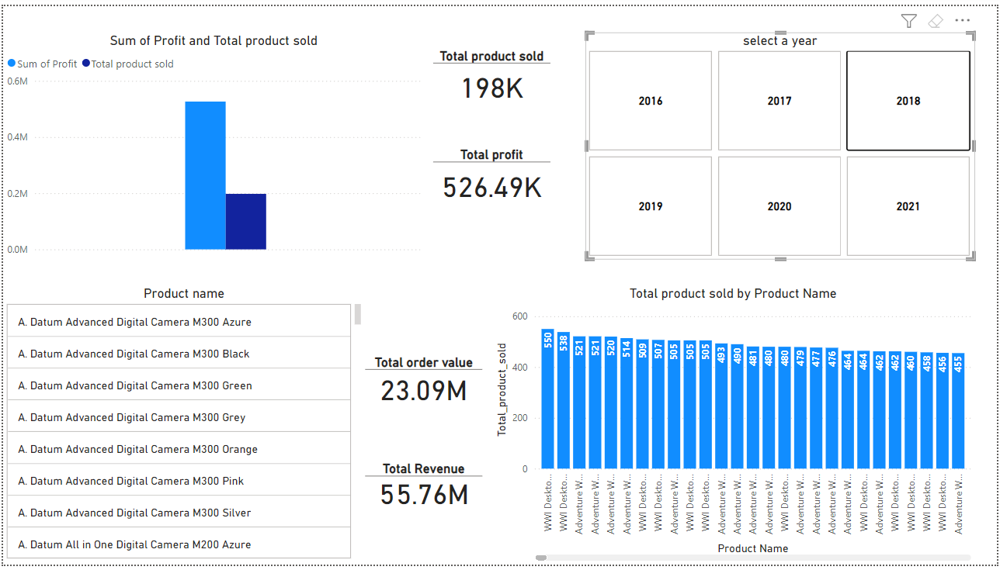 Sum of Profit and Total product sold
Sum of Profit Total product sold
0.6M
0.4M
0.2M
0.0M
Total product sold
198K
Total profit
526.49K
select a year
2016 2017 2018
2019 2020 2021
Product name
A. Datum Advanced Digital Camera M300 Azure
A. Datum Advanced Digital Camera M300 Black
A. Datum Advanced Digital Camera M300 Green
A. Datum Advanced Digital Camera M300 Grey
A. Datum Advanced Digital Camera M300 Orange
A. Datum Advanced Digital Camera M300 Pink
A. Datum Advanced Digital Camera M300 Silver
A. Datum All in One Digital Camera M200 Azure
Total order value
23.09M
Total Revenue
55.76M
Total product sold by Product Name
Total_product_sold
600
400
200
0
550 538 521 521 520 514 509 507 505 505 505 493 490 481 480 480 479 477 476 464 464 462 462 460 458 456 455
WWI Deskto...
WWI Deskto...
Adventure W...
Adventure W...
Adventure W...
Adventure W...
WWI Deskto...
WWI Deskto...
Adventure W...
WWI Deskto...
WWI Deskto...
Adventure W...
Adventure W...
Adventure W...
Adventure W...
WWI Deskto...
Adventure W...
Adventure W...
Adventure W...
Adventure W...
WWI Deskto...
Adventure W...
WWI Deskto...
Adventure W...
WWI Deskto...
WWI Deskto...
Adventure W...
Product Name